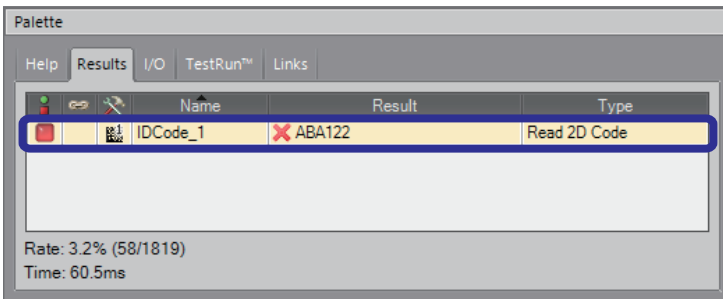 Palette
Help Results I/O TestRun™ Links
Name Result Type
IDCode_1 ABA122 Read 2D Code
Rate: 3.2% (58/1819)
Time: 60.5ms